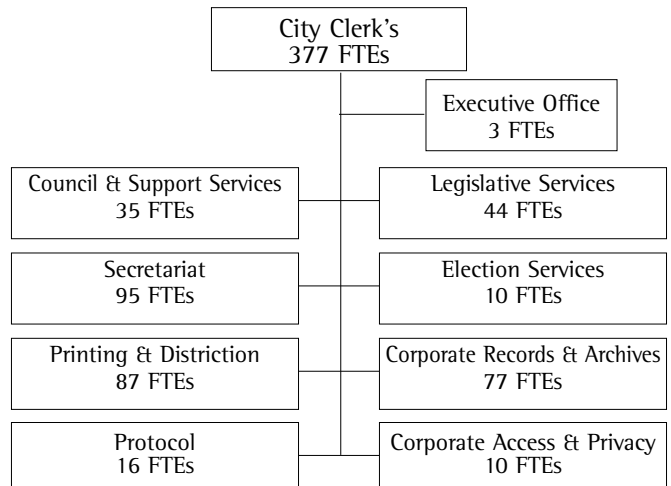 City Clerk's
377 FTEs
Executive Office
3 FTEs
Council & Support Services
35 FTEs
Legislative Services
44 FTEs
Secretariat
95 FTEs
Election Services
10 FTEs
Printing & Distriction
87 FTEs
Corporate Records & Archives
77 FTEs
Protocol
16 FTEs
Corporate Access & Privacy
10 FTEs